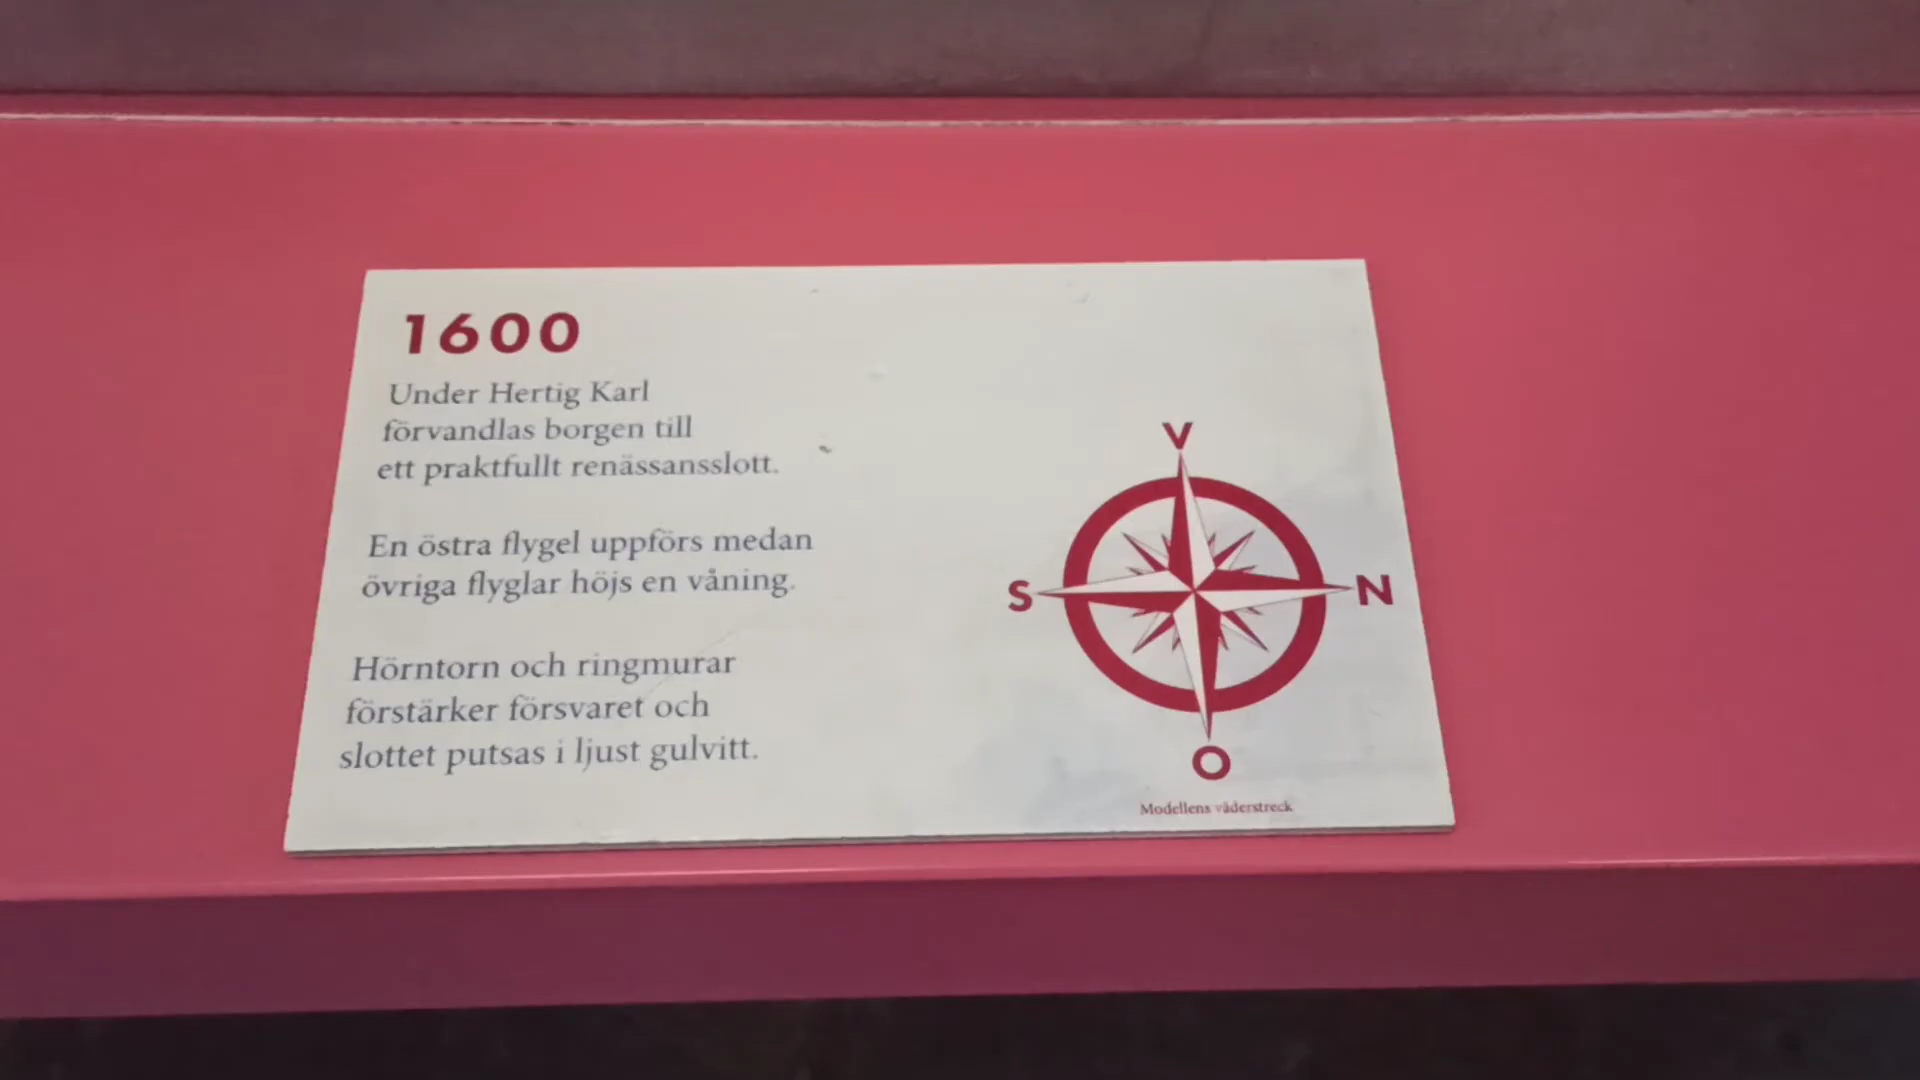 1600
Under Hertig Karl
förvandlas borgen till
ett praktfullt renässansslott.
En östra flygel uppförs medan
övriga flyglar höjs en våning.
Hörntorn och ringmurar
förstärker försvaret och
slottet putsas i ljust gulvitt.
V
S
N
O
Modellens väderstreck